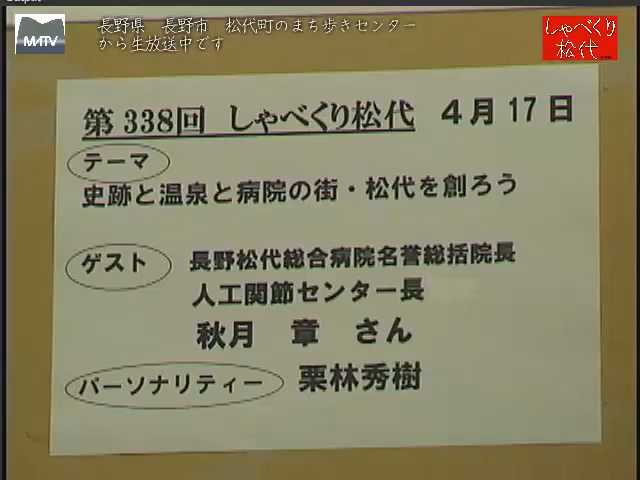 MATV
長野県 長野市 松代町のまち歩きセンター
から生放送中です
しゃべくり
松代
第338回 しゃべくり松代 4月17日
テーマ
史跡と温泉と病院の街・松代を創ろう
ゲスト 長野松代総合病院名誉総括院長
人工関節センター長
秋月 章 さん
パーソナリティー 栗林秀樹